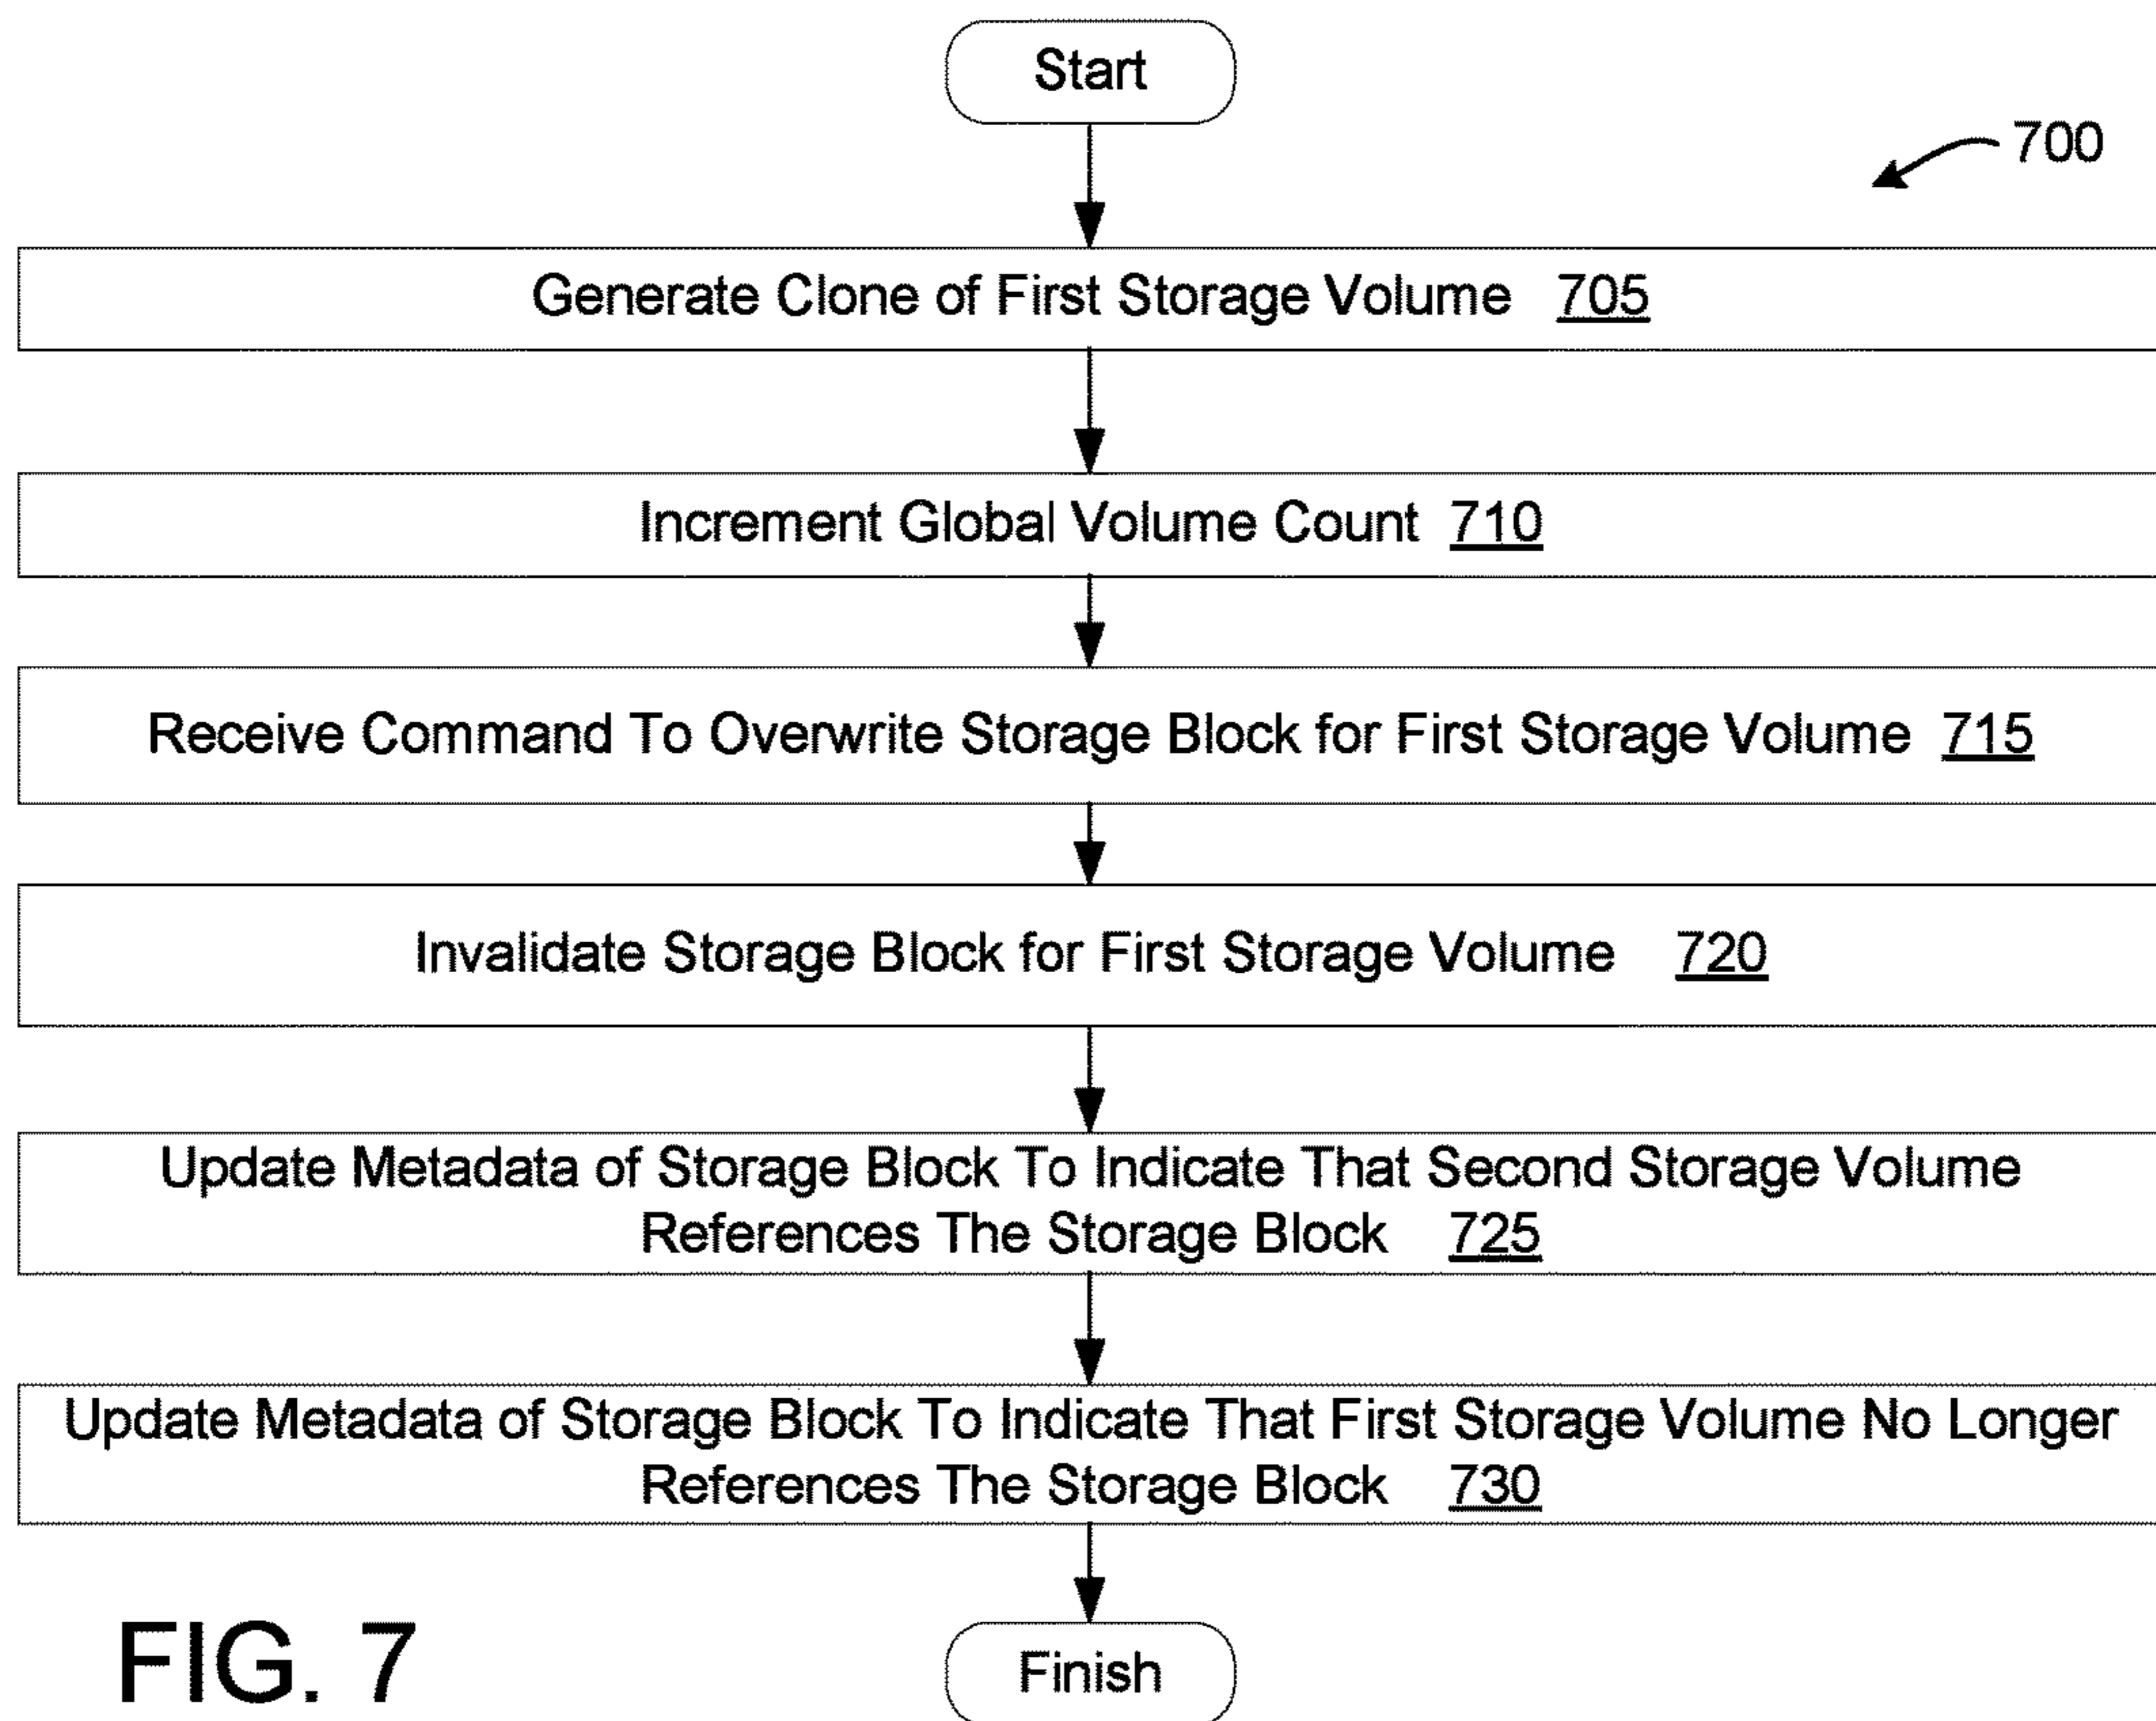 Start
700
Generate Clone of First Storage Volume 705
Increment Global Volume Count 710
Receive Command To Overwrite Storage Block for First Storage Volume 715
Invalidate Storage Block for First Storage Volume 720
Update Metadata of Storage Block To Indicate That Second Storage Volume
References The Storage Block 725
Update Metadata of Storage Block To Indicate That First Storage Volume No Longer
References The Storage Block 730
Finish
FIG. 7